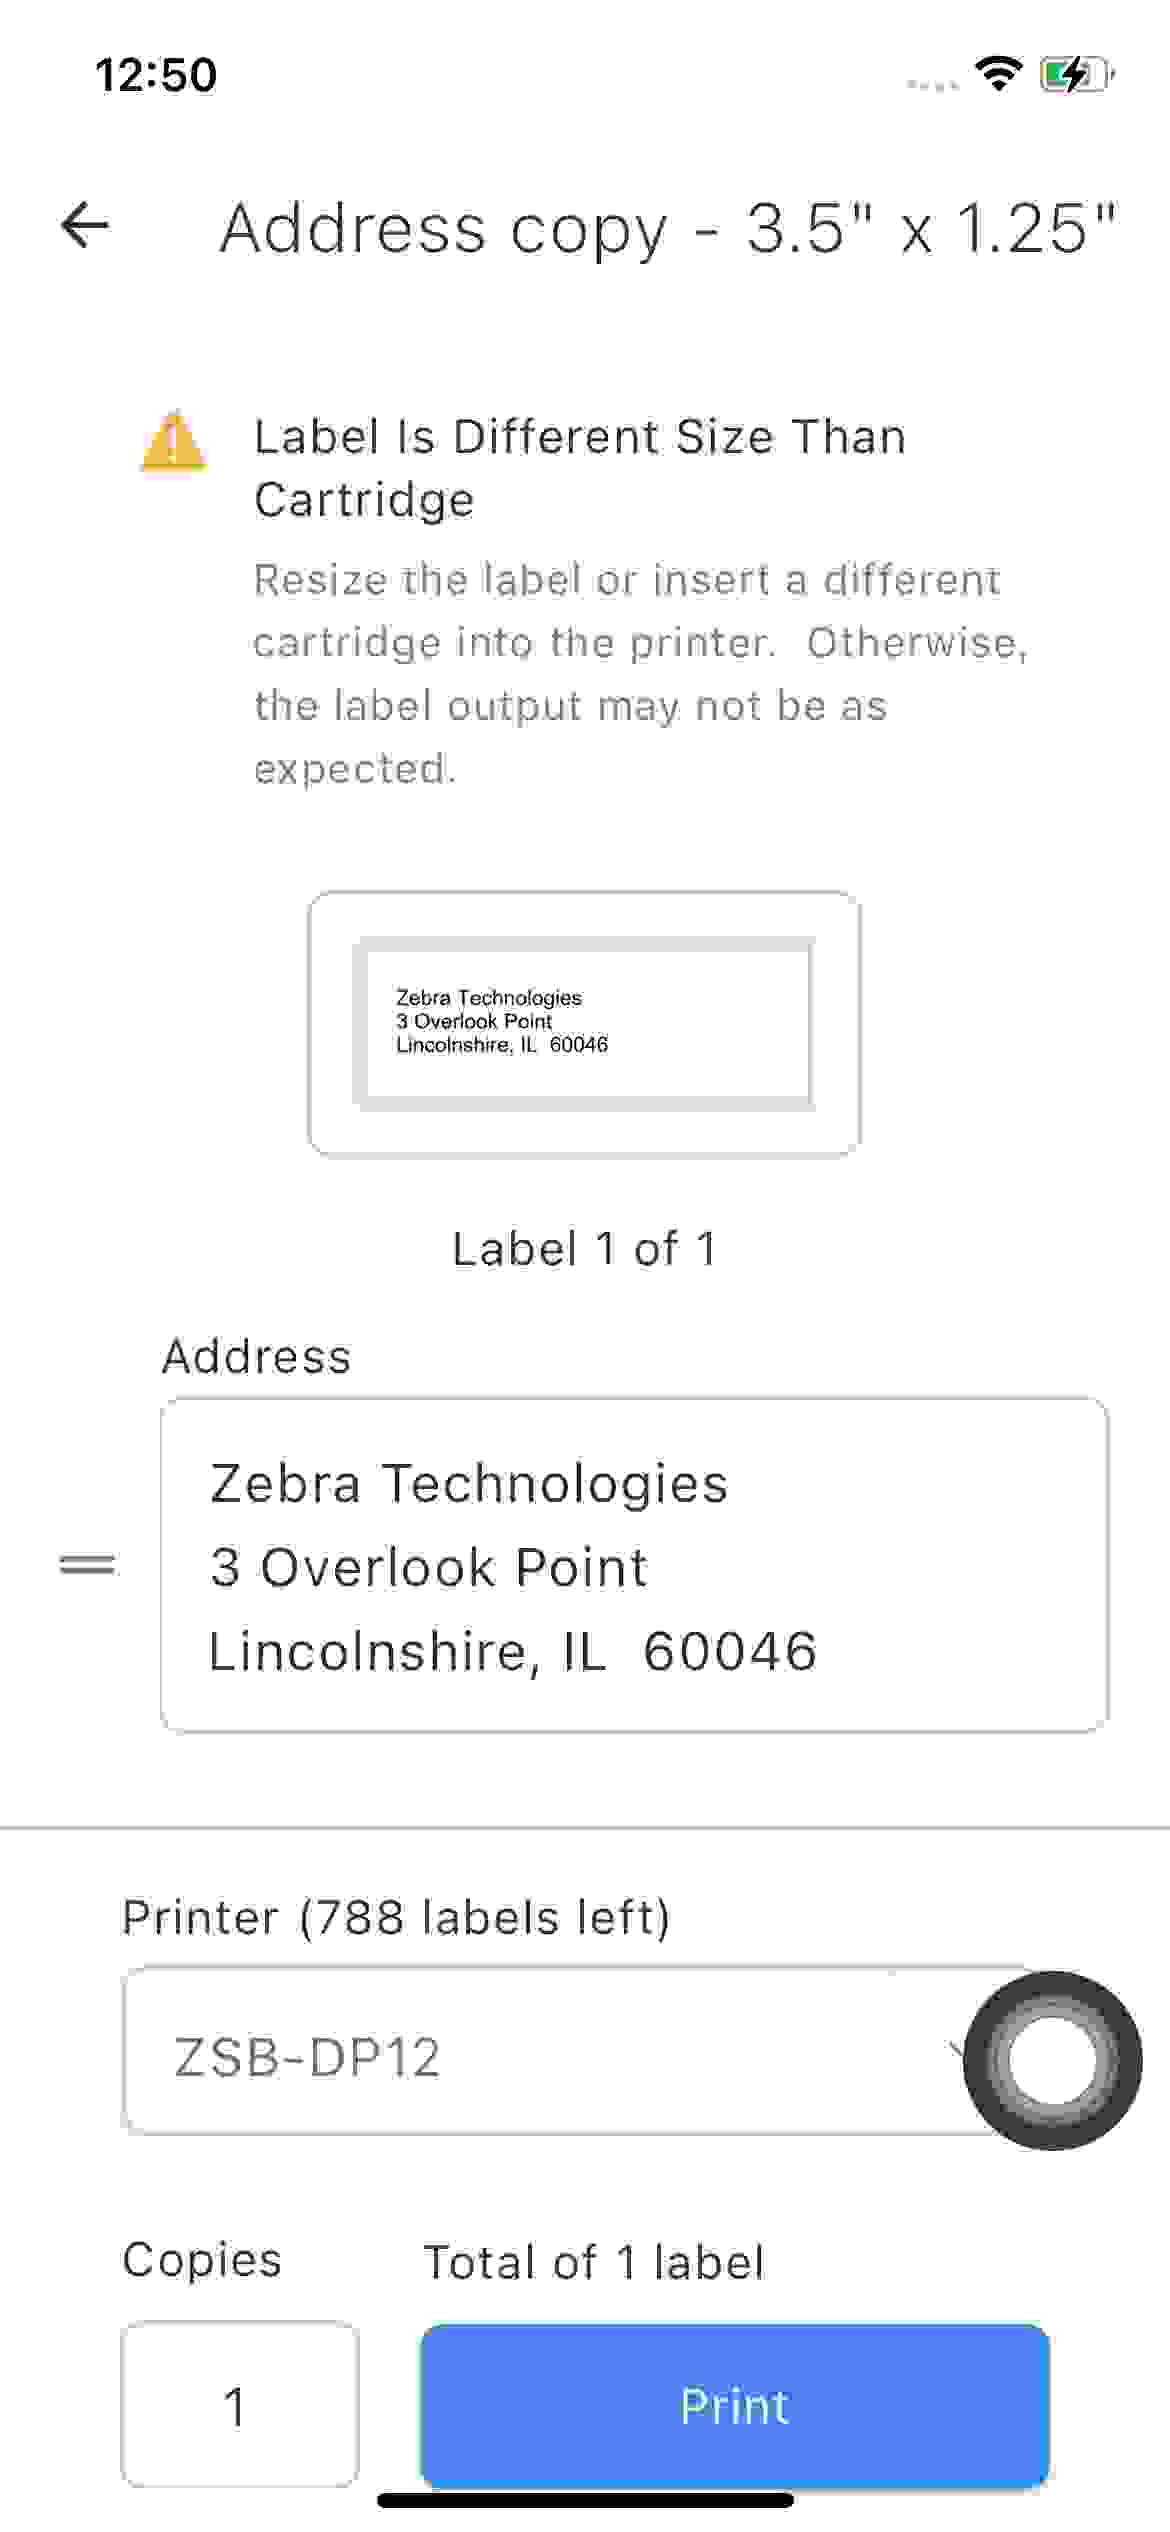 12:50
Address copy - 3.5" x 1.25"
Label Is Different Size Than
Cartridge
Resize the label or insert a different
cartridge into the printer.  Otherwise,
the label output may not be as
expected.
Zebra Technologies
3 Overlook Point
Lincolnshire, IL  60046
Label 1 of 1
Address
Zebra Technologies
3 Overlook Point
Lincolnshire, IL  60046
Printer (788 labels left)
ZSB-DP12
Copies
Total of 1 label
1
Print